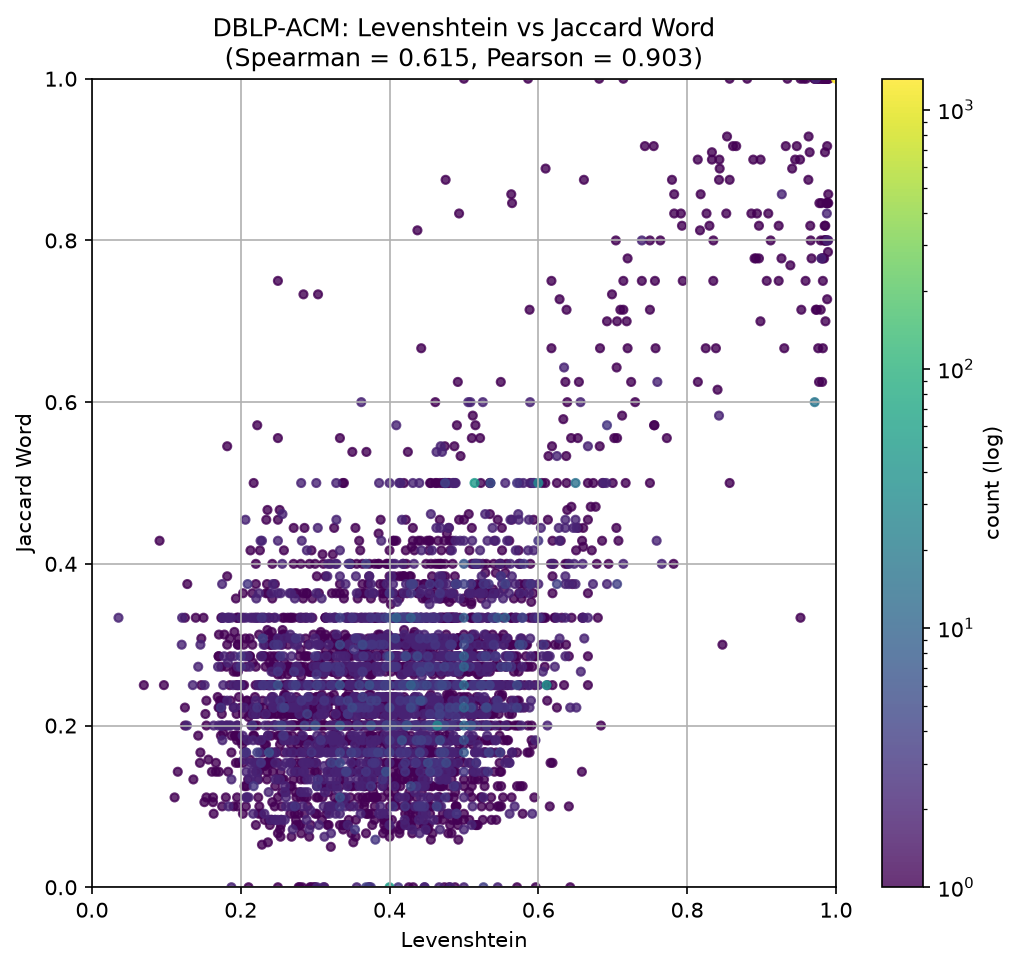 DBLP-ACM: Levenshtein vs Jaccard Word
(Spearman = 0.615, Pearson = 0.903)
1.0
0.8
0.6
0.4
0.2
0.0
Jaccard Word
0.0 0.2 0.4 0.6 0.8 1.0
Levenshtein
10³
10²
10¹
10⁰
count (log)